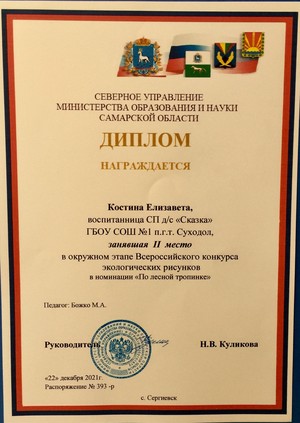 СЕВЕРНОЕ УПРАВЛЕНИЕ
МИНИСТЕРСТВА ОБРАЗОВАНИЯ И НАУКИ
САМАРСКОЙ ОБЛАСТИ
ДИПЛОМ
НАГРАЖДАЕТСЯ
Костина Елизавета,
воспитанница СП д/с «Сказка»
ГБОУ СОШ №1 п.г.т. Суходол,
занявшая II место
в окружном этапе Всероссийского конкурса
экологических рисунков
в номинации «По лесной тропинке»
Педагог: Божко М.А.
Руководитель Н.В. Куликова
«22» декабря 2021г.
Распоряжение № 393 -р
с. Сергиевск